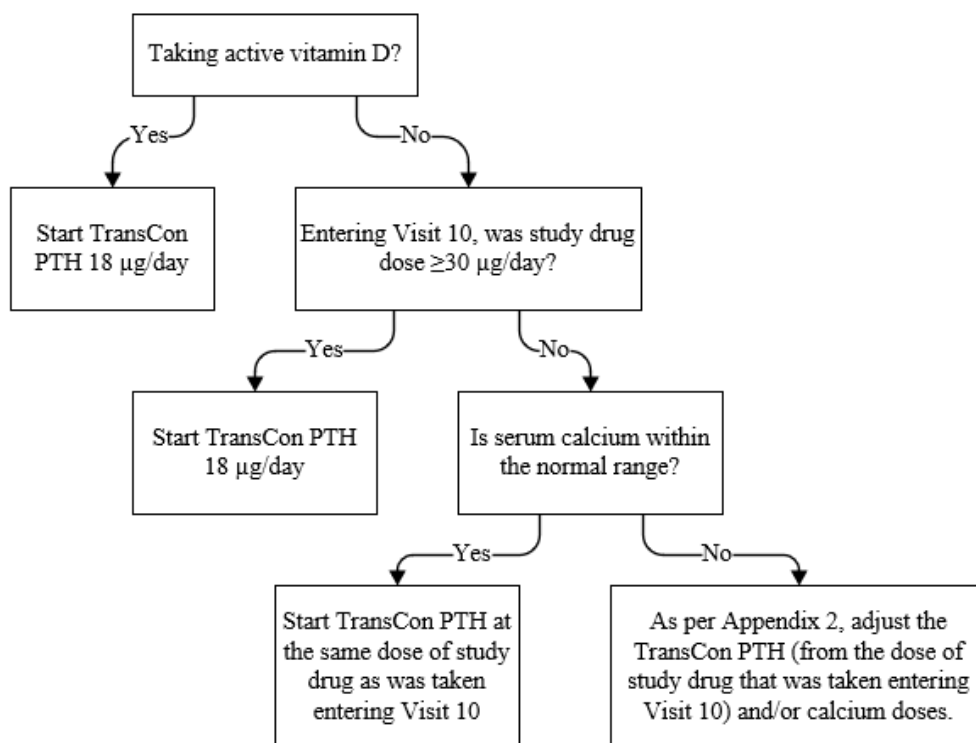 Taking active vitamin D?
Yes
No
Start TransCon
PTH 18 µg/day
Entering Visit 10, was study drug
dose ≥30 µg/day?
Yes
No
Start TransCon PTH
18 µg/day
Is serum calcium within
the normal range?
Yes
No
Start TransCon PTH at
the same dose of study
drug as was taken
entering Visit 10
As per Appendix 2, adjust the
TransCon PTH (from the dose of
study drug that was taken entering
Visit 10) and/or calcium doses.